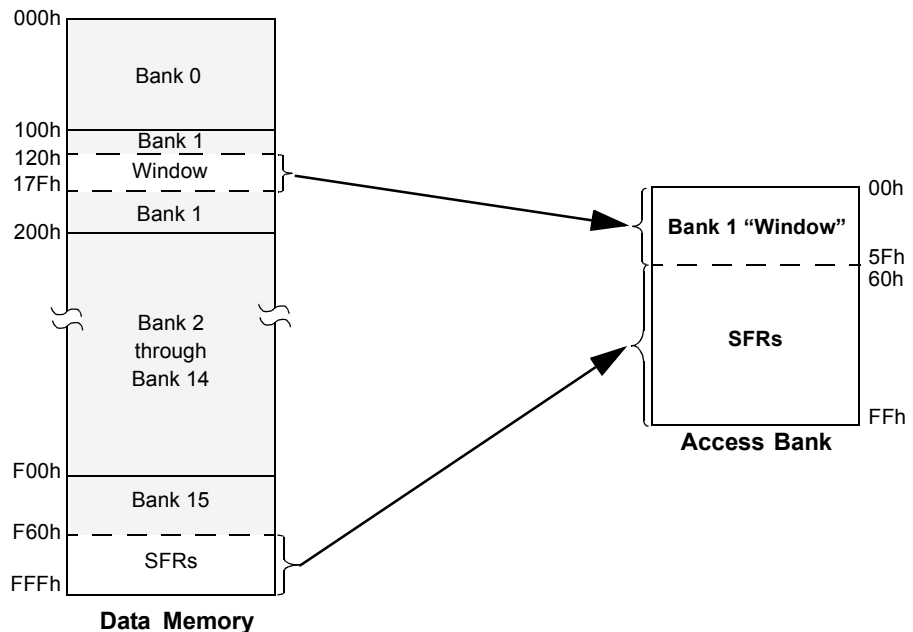 000h
Bank 0
100h
Bank 1
120h
Window
17Fh
Bank 1
200h
Bank 2
through
Bank 14
F00h
Bank 15
F60h
SFRs
FFFh
Data Memory
00h
Bank 1 “Window”
5Fh
60h
SFRs
FFh
Access Bank